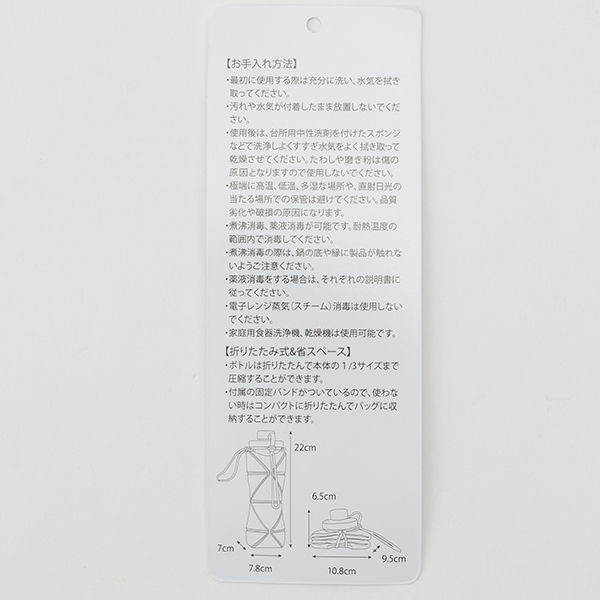 【お手入れ方法】
・最初に使用する際は充分に洗い、水気を拭き
取ってください。
・汚れや水気が付着したまま放置しないでくだ
さい。
・使用後は、台所用中性洗剤を付けたスポンジ
などで洗浄しよくすすぎ水気をよく拭き取って
乾燥させてください。たわしや磨き粉は傷の
原因となりますので使用しないでください。
・極端に高温、低温、多湿な場所や、直射日光の
当たる場所での保管は避けてください。品質
劣化や破損の原因になります。
・煮沸消毒、薬液消毒が可能です。耐熱温度の
範囲内で消毒してください。
・煮沸消毒の際は、鍋の底や縁に製品が触れな
いようご注意ください。
・薬液消毒をする場合は、それぞれの説明書に
従ってください。
・電子レンジ蒸気（スチーム）消毒は使用しない
でください。
・家庭用食器洗浄機、乾燥機は使用可能です。
【折りたたみ式&省スペース】
・ボトルは折りたたんで本体の1/3サイズまで
圧縮することができます。
・付属の固定バンドがついているので、使わな
い時はコンパクトに折りたたんでバッグに収
納することができます。
22cm
6.5cm
7cm
7.8cm
9.5cm
10.8cm